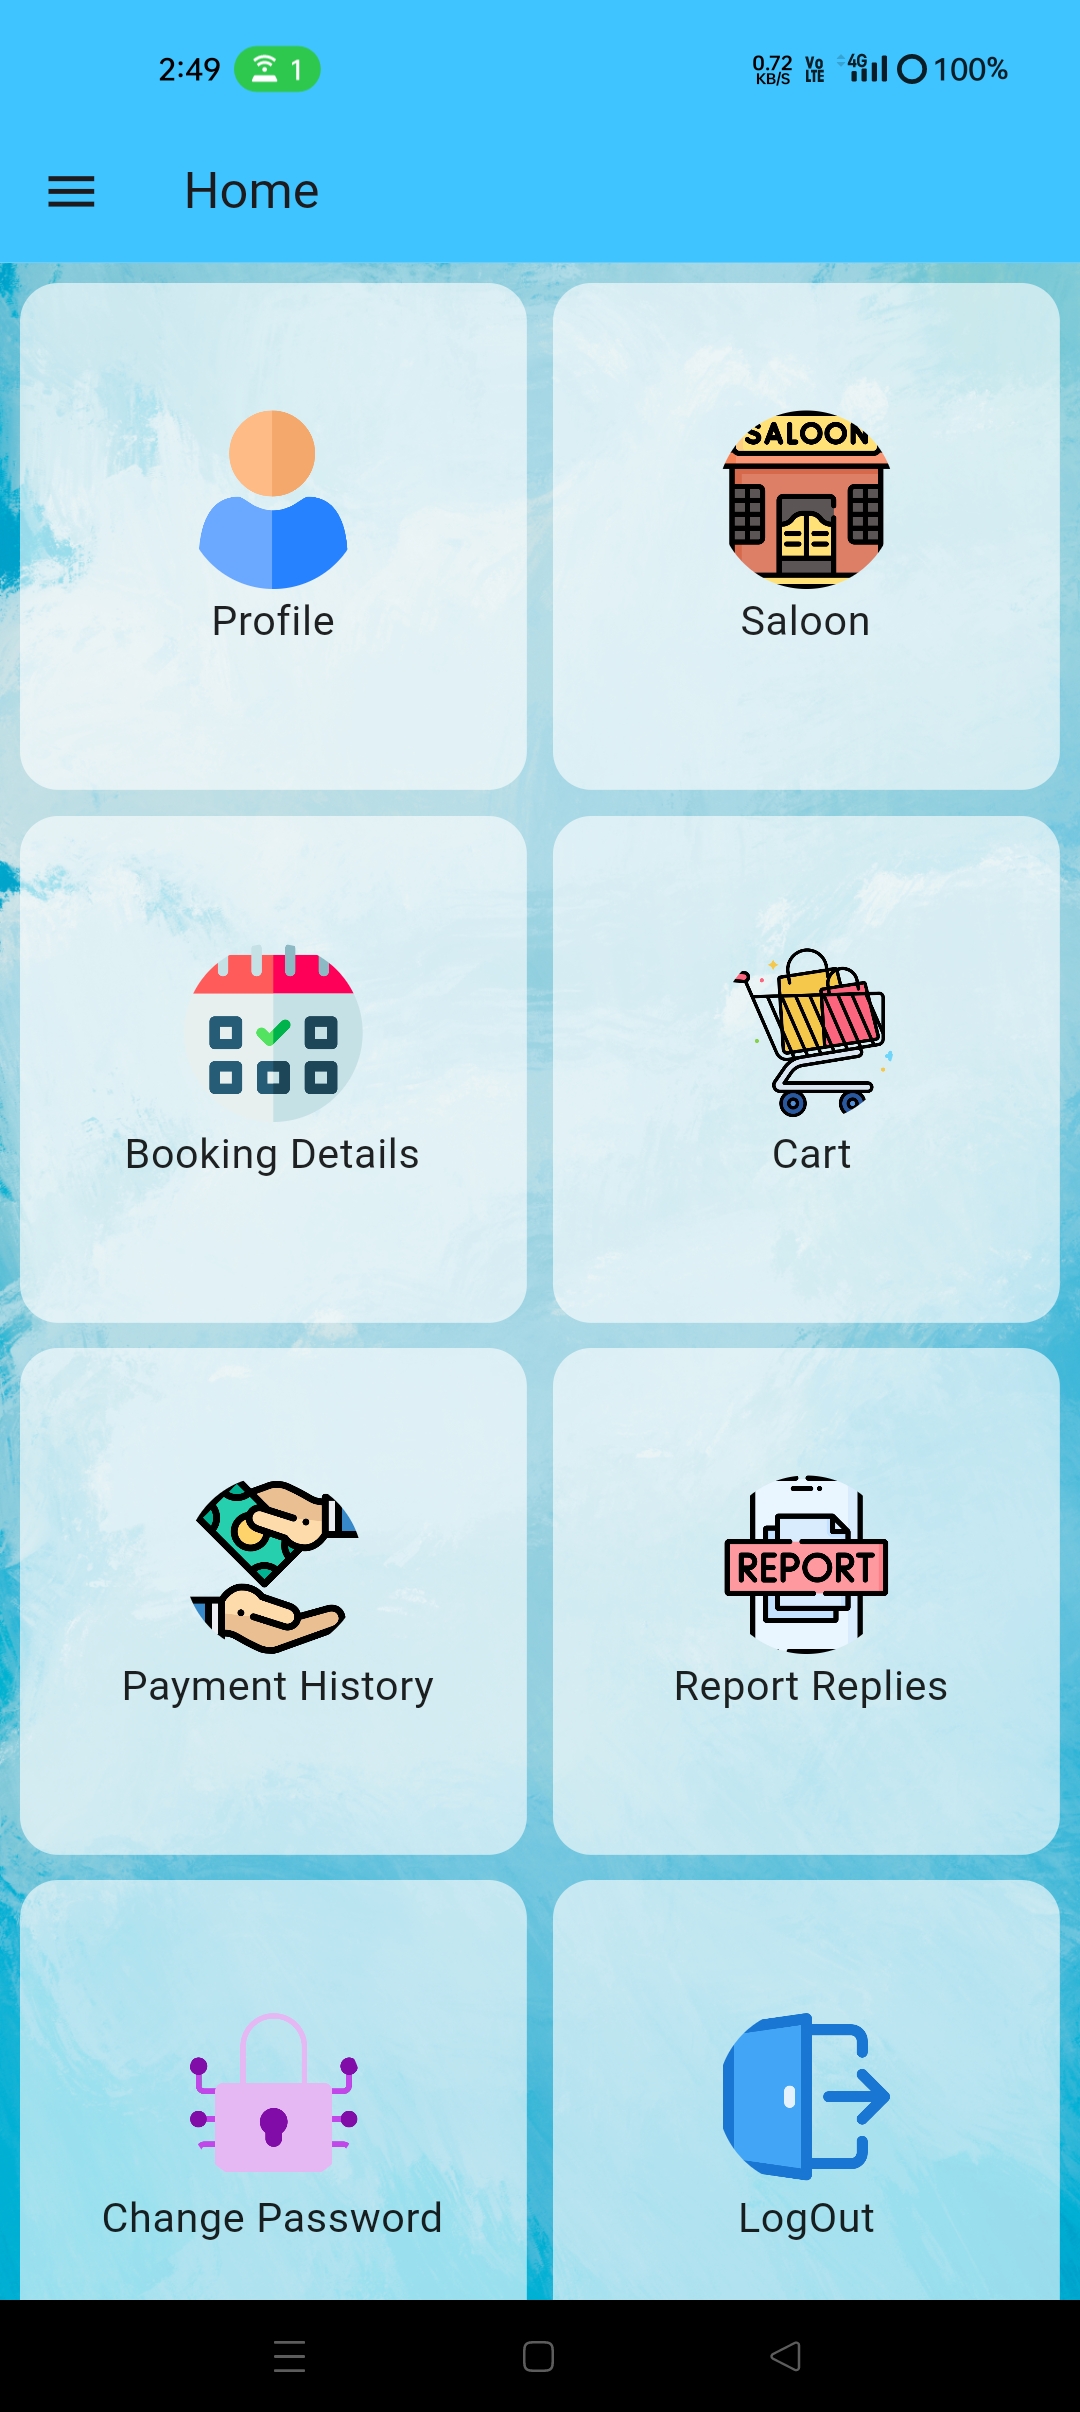 2:49 1 0.72 KB/S Vo LTE 4G 100%
Home
SALOON
Profile
Saloon
Booking Details
Cart
REPORT
Payment History
Report Replies
Change Password
LogOut